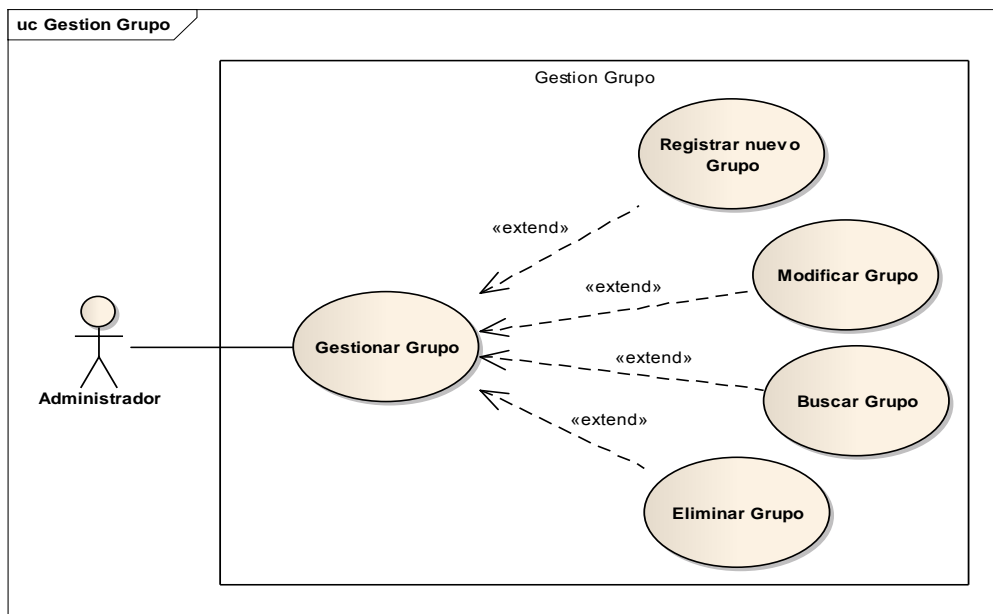 uc Gestion Grupo
Gestion Grupo
Registrar nuevo
Grupo
«extend»
Modificar Grupo
«extend»
Gestionar Grupo
«extend»
Administrador
Buscar Grupo
«extend»
Eliminar Grupo